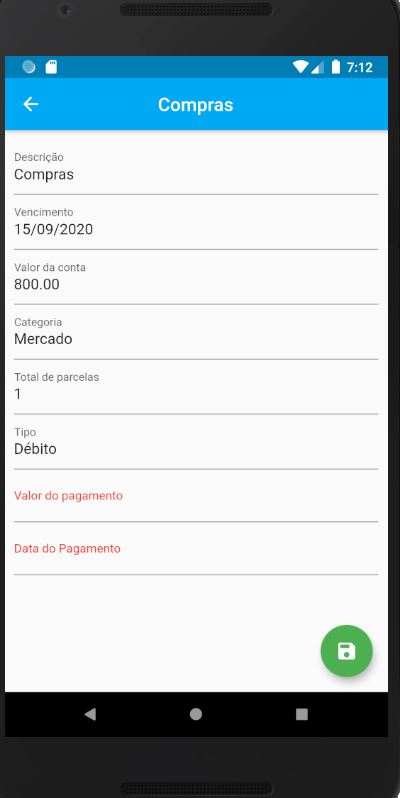 7:12
Compras
Descrição
Compras
Vencimento
15/09/2020
Valor da conta
800.00
Categoria
Mercado
Total de parcelas
1
Tipo
Débito
Valor do pagamento
Data do Pagamento